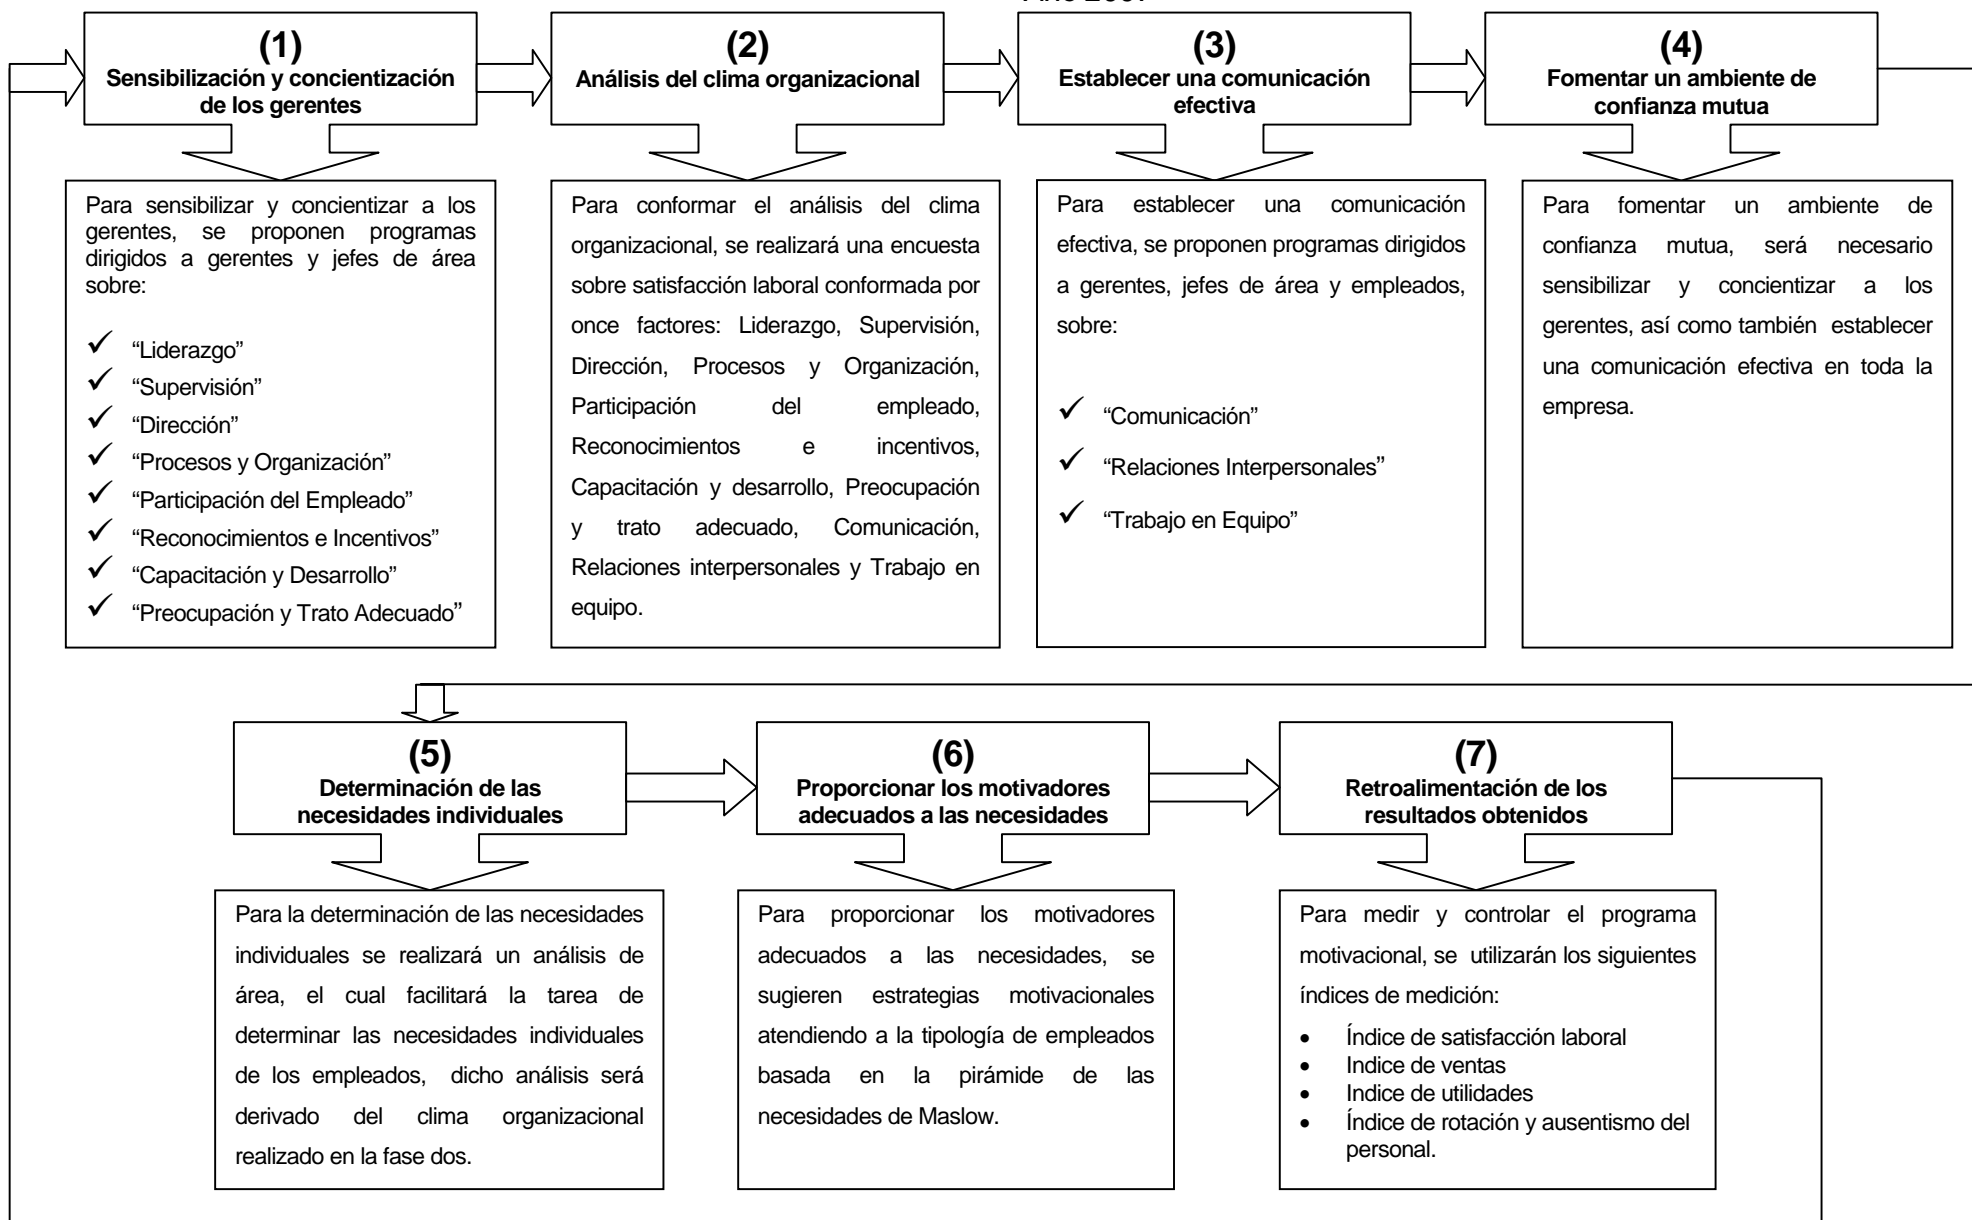 (1)
Sensibilización y concientización
de los gerentes
(2)
Análisis del clima organizacional
(3)
Establecer una comunicación
efectiva
(4)
Fomentar un ambiente de
confianza mutua
Para sensibilizar y concientizar a los
gerentes, se proponen programas
dirigidos a gerentes y jefes de área
sobre:
✓ “Liderazgo”
✓ “Supervisión”
✓ “Dirección”
✓ “Procesos y Organización”
✓ “Participación del Empleado”
✓ “Reconocimientos e Incentivos”
✓ “Capacitación y Desarrollo”
✓ “Preocupación y Trato Adecuado”
Para conformar el análisis del clima
organizacional, se realizará una encuesta
sobre satisfacción laboral conformada por
once factores: Liderazgo, Supervisión,
Dirección, Procesos y Organización,
Participación del empleado,
Reconocimientos e incentivos,
Capacitación y desarrollo, Preocupación
y trato adecuado, Comunicación,
Relaciones interpersonales y Trabajo en
equipo.
Para establecer una comunicación
efectiva, se proponen programas dirigidos
a gerentes, jefes de área y empleados,
sobre:
✓ “Comunicación”
✓ “Relaciones Interpersonales”
✓ “Trabajo en Equipo”
Para fomentar un ambiente de
confianza mutua, será necesario
sensibilizar y concientizar a los
gerentes, así como también establecer
una comunicación efectiva en toda la
empresa.
(5)
Determinación de las
necesidades individuales
(6)
Proporcionar los motivadores
adecuados a las necesidades
(7)
Retroalimentación de los
resultados obtenidos
Para la determinación de las necesidades
individuales se realizará un análisis de
área, el cual facilitará la tarea de
determinar las necesidades individuales
de los empleados, dicho análisis será
derivado del clima organizacional
realizado en la fase dos.
Para proporcionar los motivadores
adecuados a las necesidades, se
sugieren estrategias motivacionales
atendiendo a la tipología de empleados
basada en la pirámide de las
necesidades de Maslow.
Para medir y controlar el programa
motivacional, se utilizarán los siguientes
índices de medición:
• Índice de satisfacción laboral
• Indice de ventas
• Indice de utilidades
• Índice de rotación y ausentismo del
personal.